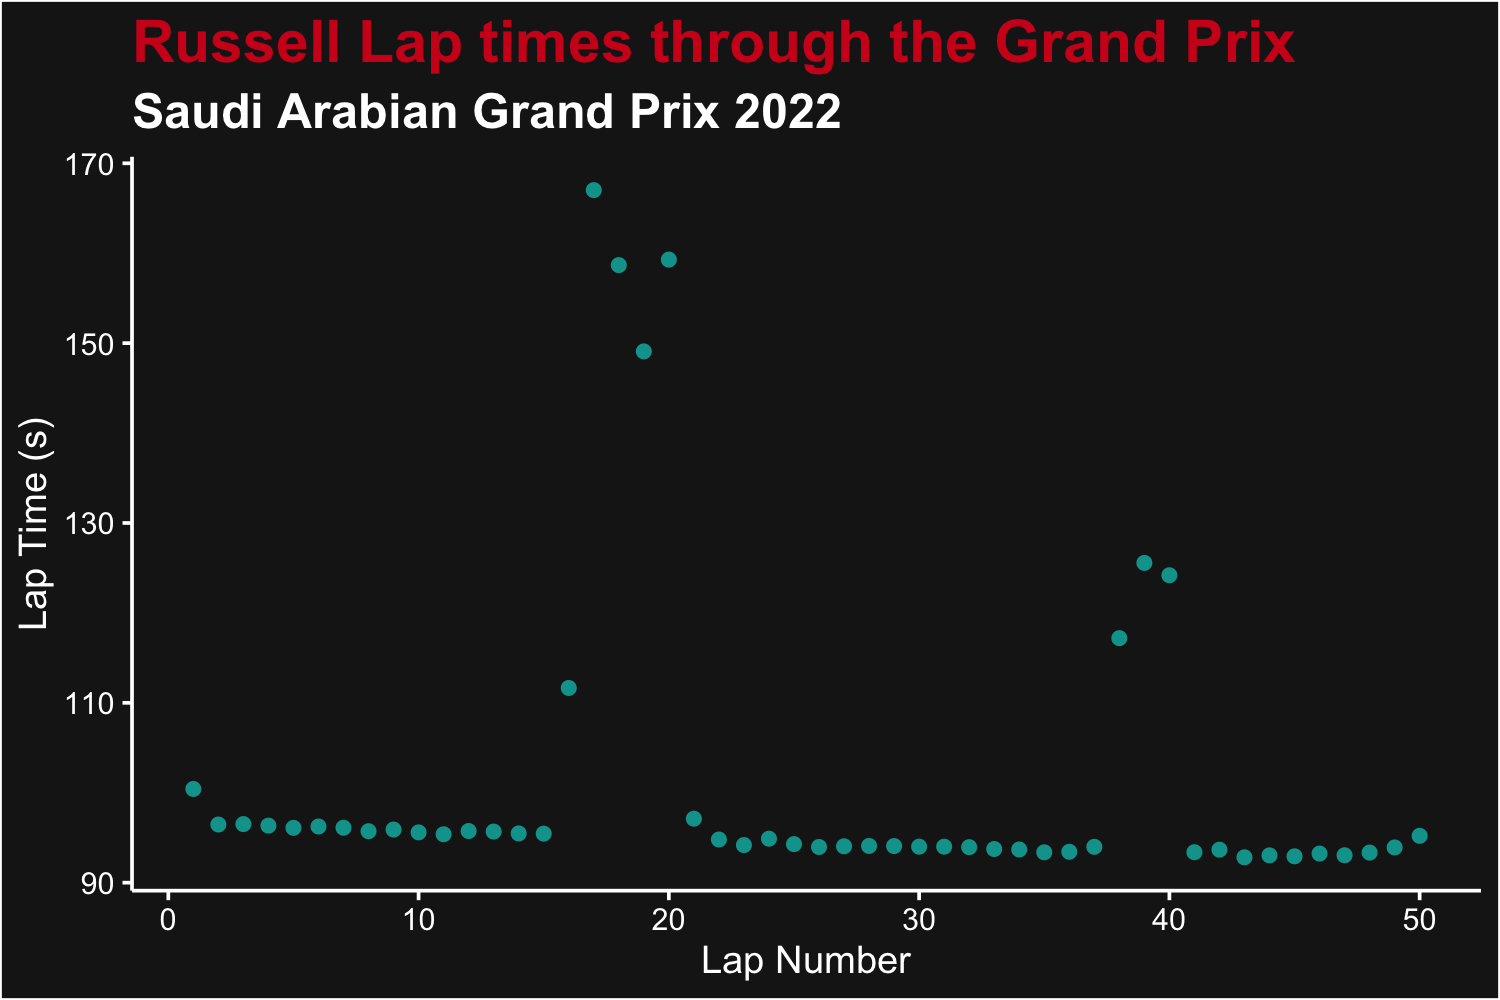 Russell Lap times through the Grand Prix
Saudi Arabian Grand Prix 2022
170
150
130
110
90
Lap Time (s)
0 10 20 30 40 50
Lap Number